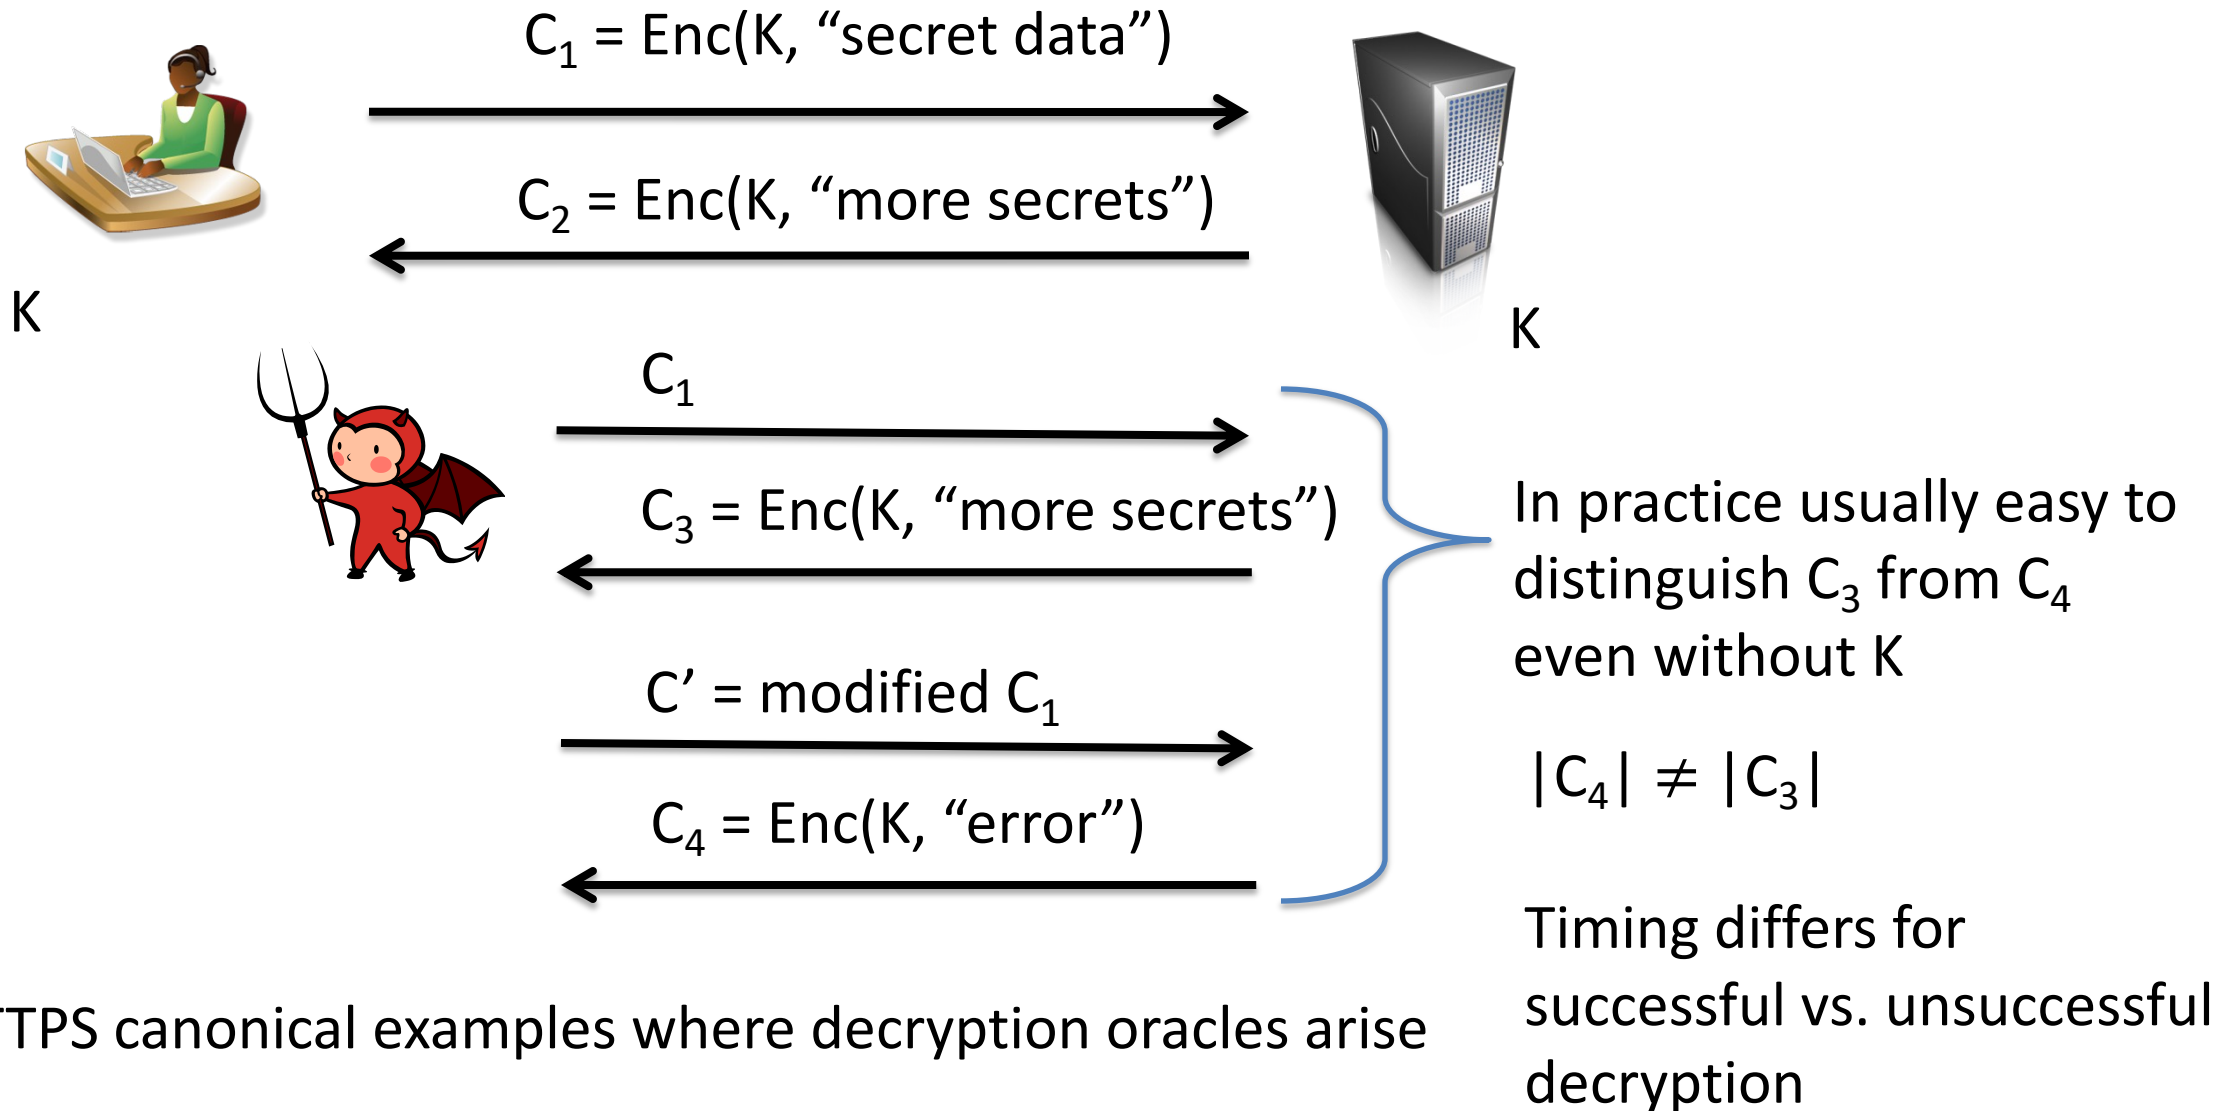 C₁ = Enc(K, “secret data”)
C₂ = Enc(K, “more secrets”)
K
K
C₁
C₃ = Enc(K, “more secrets”)
C’ = modified C₁
C₄ = Enc(K, “error”)
In practice usually easy to
distinguish C₃ from C₄
even without K
|C₄| ≠ |C₃|
Timing differs for
successful vs. unsuccessful
decryption
TTPS canonical examples where decryption oracles arise